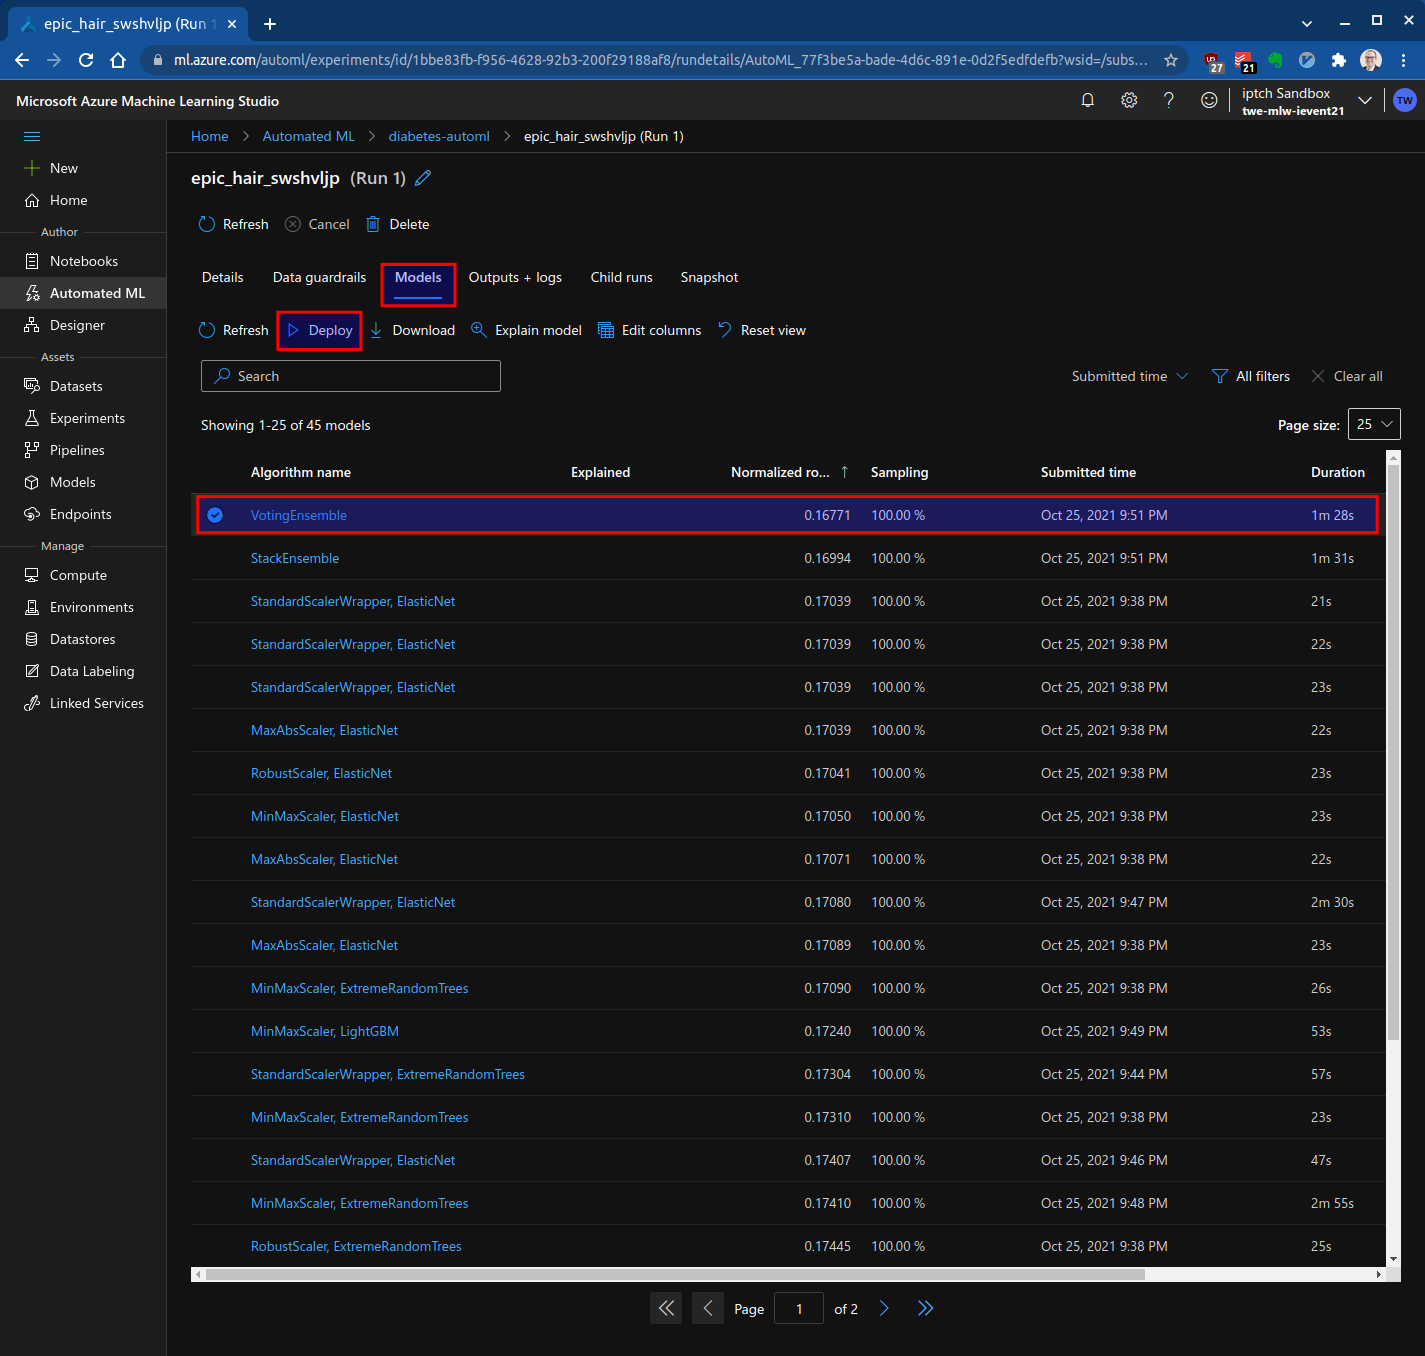 epic_hair_swshvljp (Run 1
ml.azure.com/automl/experiments/id/1bbe83fb-f956-4628-92b3-200f29188af8/rundetails/AutoML_77f3be5a-bade-4d6c-891e-0d2f5edfdefb?wsid=/subs...
27
21
Microsoft Azure Machine Learning Studio
iptch Sandbox
twe-mlw-ievent21
TW
Home > Automated ML > diabetes-automl > epic_hair_swshvljp (Run 1)
New
Home
Author
Notebooks
Automated ML
Designer
Assets
Datasets
Experiments
Pipelines
Models
Endpoints
Manage
Compute
Environments
Datastores
Data Labeling
Linked Services
epic_hair_swshvljp (Run 1)
Refresh Cancel Delete
Details Data guardrails Models Outputs + logs Child runs Snapshot
Refresh Deploy Download Explain model Edit columns Reset view
Search
Submitted time All filters Clear all
Showing 1-25 of 45 models
Page size: 25
Algorithm name Explained Normalized ro... ↑ Sampling Submitted time Duration
VotingEnsemble 0.16771 100.00 % Oct 25, 2021 9:51 PM 1m 28s
StackEnsemble 0.16994 100.00 % Oct 25, 2021 9:51 PM 1m 31s
StandardScalerWrapper, ElasticNet 0.17039 100.00 % Oct 25, 2021 9:38 PM 21s
StandardScalerWrapper, ElasticNet 0.17039 100.00 % Oct 25, 2021 9:38 PM 22s
StandardScalerWrapper, ElasticNet 0.17039 100.00 % Oct 25, 2021 9:38 PM 23s
MaxAbsScaler, ElasticNet 0.17039 100.00 % Oct 25, 2021 9:38 PM 22s
RobustScaler, ElasticNet 0.17041 100.00 % Oct 25, 2021 9:38 PM 23s
MinMaxScaler, ElasticNet 0.17050 100.00 % Oct 25, 2021 9:38 PM 23s
MaxAbsScaler, ElasticNet 0.17071 100.00 % Oct 25, 2021 9:38 PM 22s
StandardScalerWrapper, ElasticNet 0.17080 100.00 % Oct 25, 2021 9:47 PM 2m 30s
MaxAbsScaler, ElasticNet 0.17089 100.00 % Oct 25, 2021 9:38 PM 23s
MinMaxScaler, ExtremeRandomTrees 0.17090 100.00 % Oct 25, 2021 9:38 PM 26s
MinMaxScaler, LightGBM 0.17240 100.00 % Oct 25, 2021 9:49 PM 53s
StandardScalerWrapper, ExtremeRandomTrees 0.17304 100.00 % Oct 25, 2021 9:44 PM 57s
MinMaxScaler, ExtremeRandomTrees 0.17310 100.00 % Oct 25, 2021 9:38 PM 23s
StandardScalerWrapper, ElasticNet 0.17407 100.00 % Oct 25, 2021 9:46 PM 47s
MinMaxScaler, ExtremeRandomTrees 0.17410 100.00 % Oct 25, 2021 9:48 PM 2m 55s
RobustScaler, ExtremeRandomTrees 0.17445 100.00 % Oct 25, 2021 9:38 PM 25s
Page 1 of 2